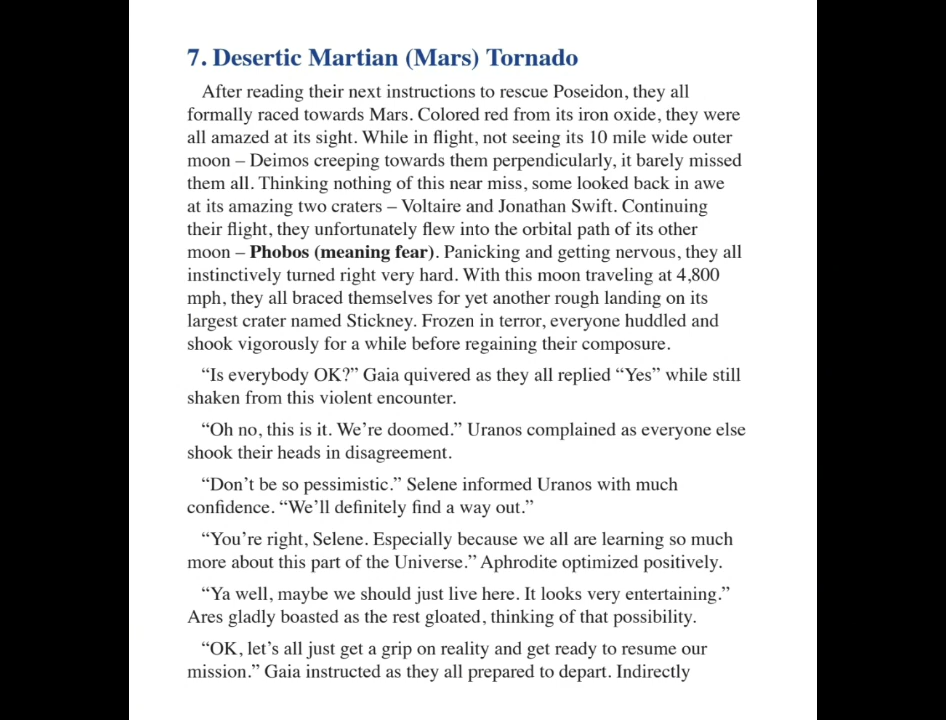 7. Desertic Martian (Mars) Tornado
After reading their next instructions to rescue Poseidon, they all
formally raced towards Mars. Colored red from its iron oxide, they were
all amazed at its sight. While in flight, not seeing its 10 mile wide outer
moon – Deimos creeping towards them perpendicularly, it barely missed
them all. Thinking nothing of this near miss, some looked back in awe
at its amazing two craters – Voltaire and Jonathan Swift. Continuing
their flight, they unfortunately flew into the orbital path of its other
moon – Phobos (meaning fear). Panicking and getting nervous, they all
instinctively turned right very hard. With this moon traveling at 4,800
mph, they all braced themselves for yet another rough landing on its
largest crater named Stickney. Frozen in terror, everyone huddled and
shook vigorously for a while before regaining their composure.
“Is everybody OK?” Gaia quivered as they all replied “Yes” while still
shaken from this violent encounter.
“Oh no, this is it. We’re doomed.” Uranos complained as everyone else
shook their heads in disagreement.
“Don’t be so pessimistic.” Selene informed Uranos with much
confidence. “We’ll definitely find a way out.”
“You’re right, Selene. Especially because we all are learning so much
more about this part of the Universe.” Aphrodite optimized positively.
“Ya well, maybe we should just live here. It looks very entertaining.”
Ares gladly boasted as the rest gloated, thinking of that possibility.
“OK, let’s all just get a grip on reality and get ready to resume our
mission.” Gaia instructed as they all prepared to depart. Indirectly